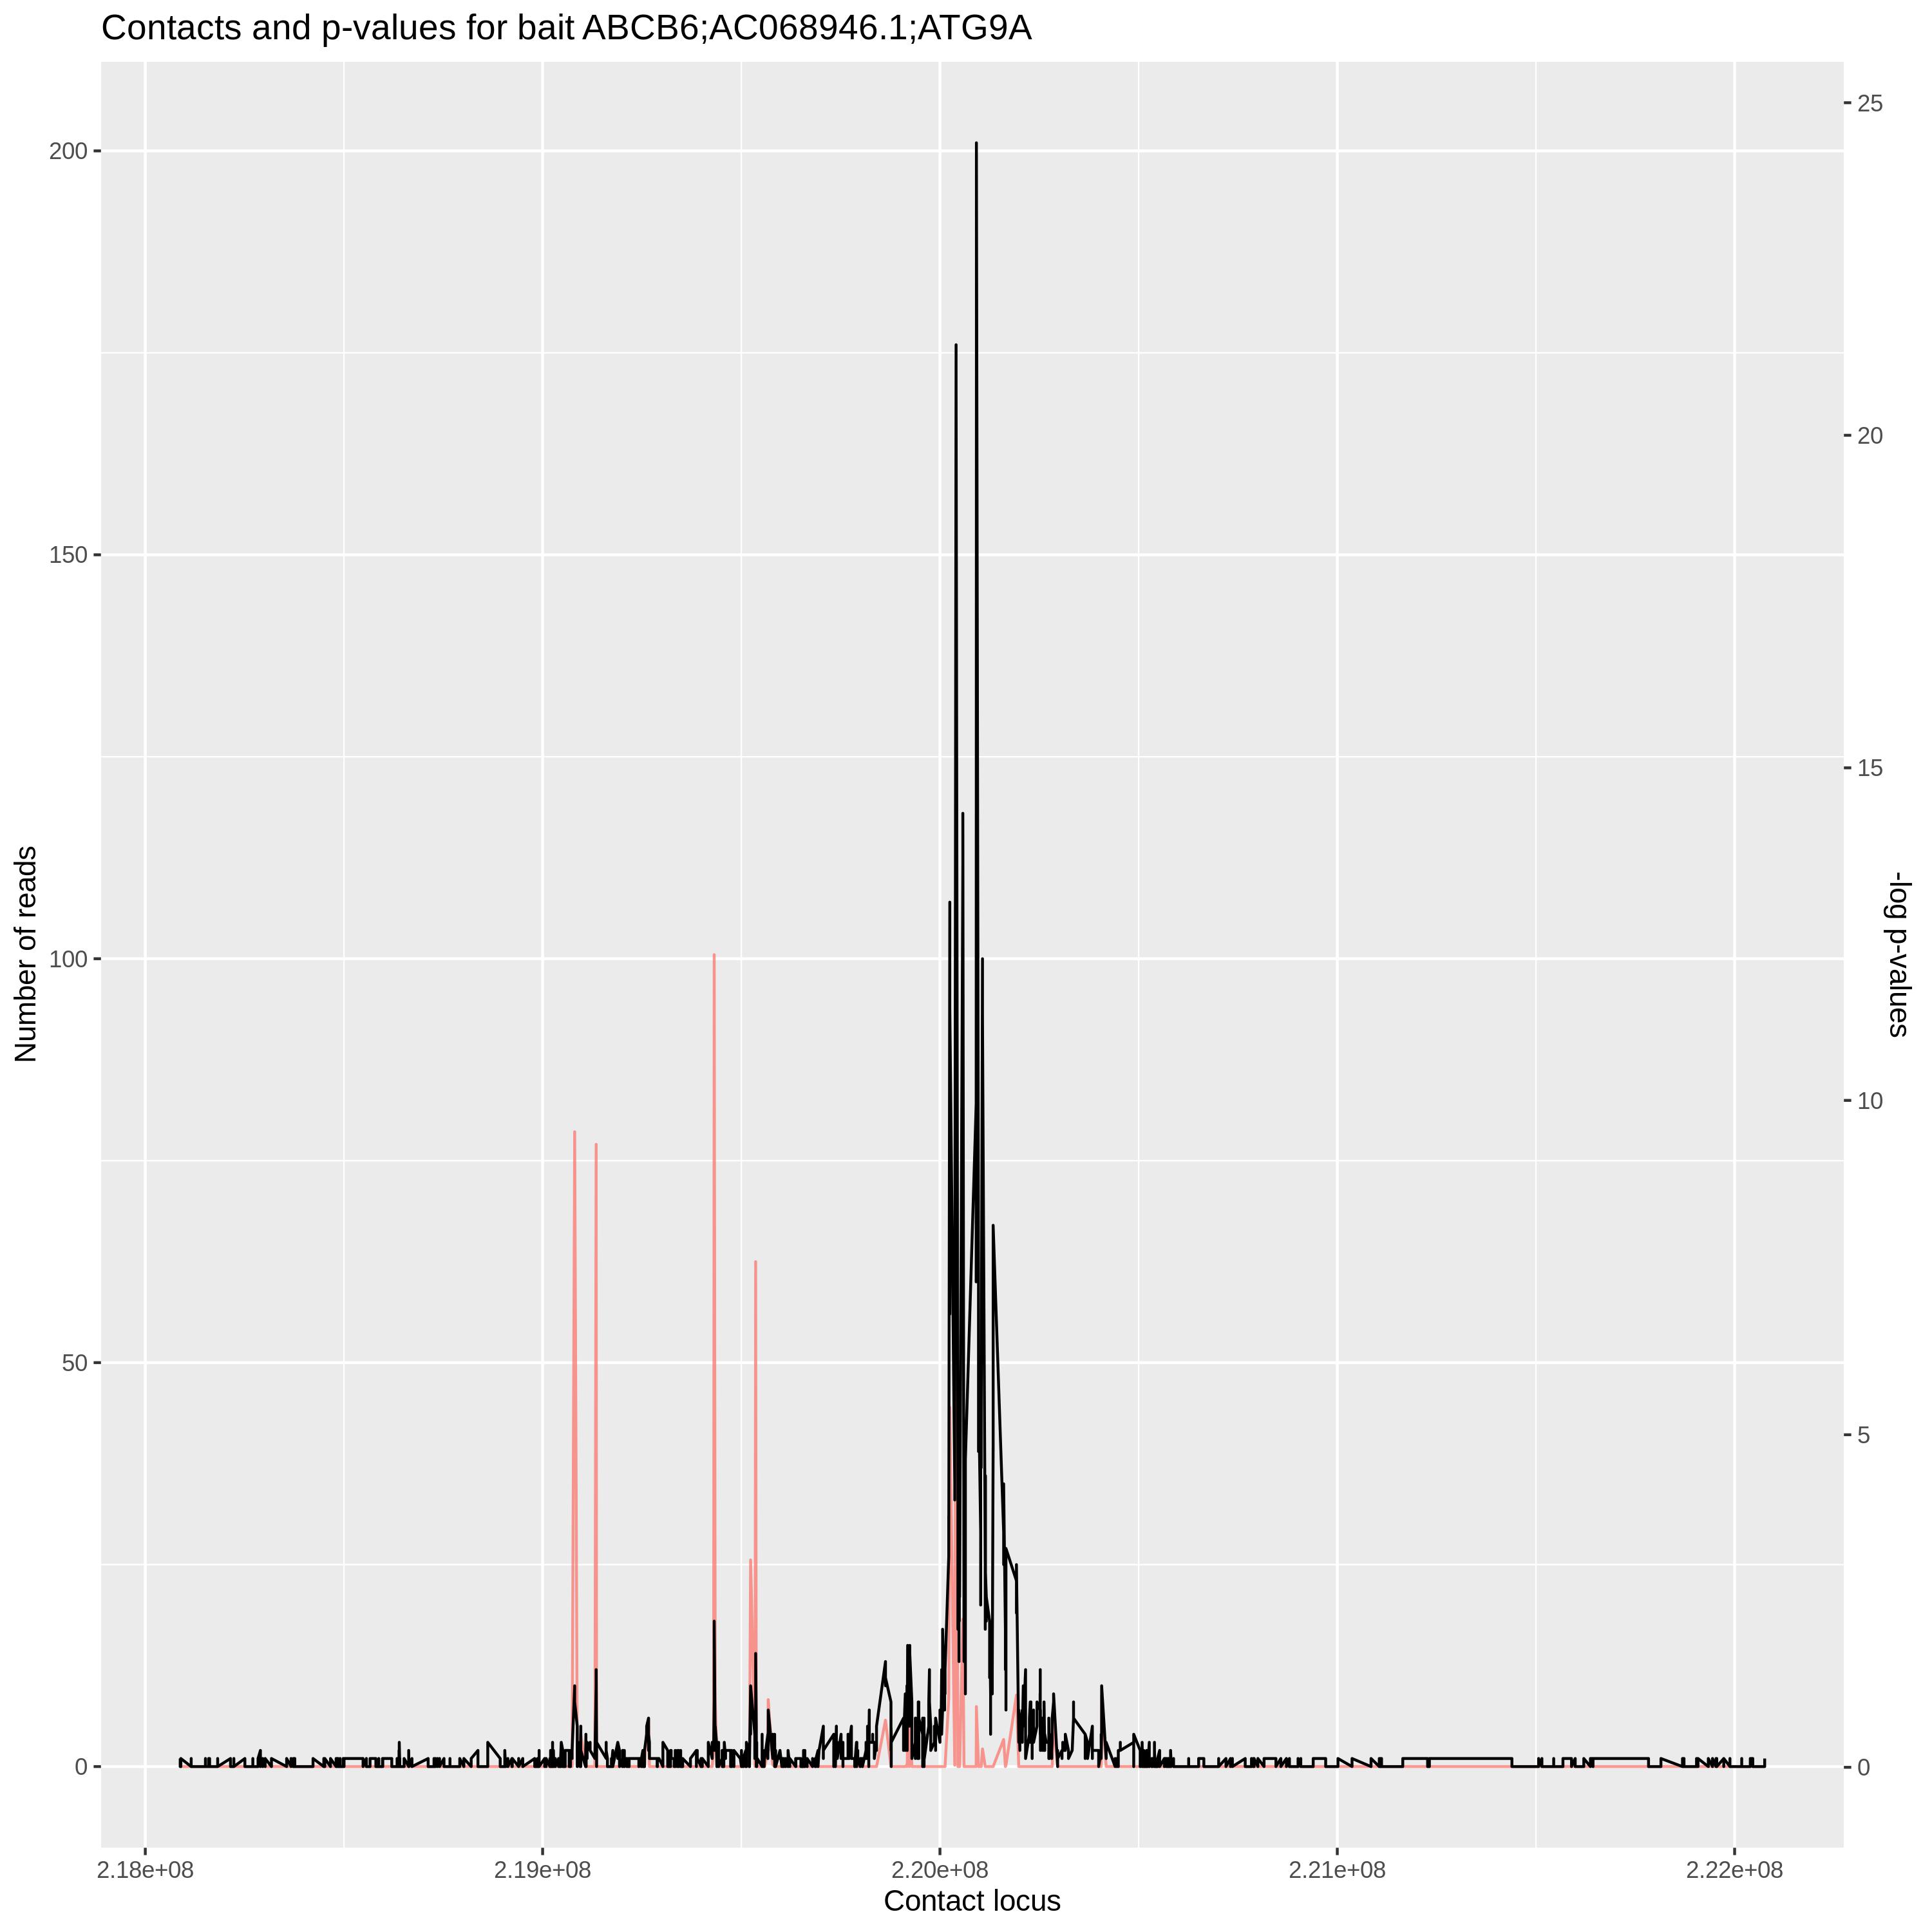 Contacts and p-values for bait ABCB6;AC068946.1;ATG9A
Number of reads
200
150
100
50
0
25
20
15
10
5
0
-log p-values
2.18e+08 2.19e+08 2.20e+08 2.21e+08 2.22e+08
Contact locus